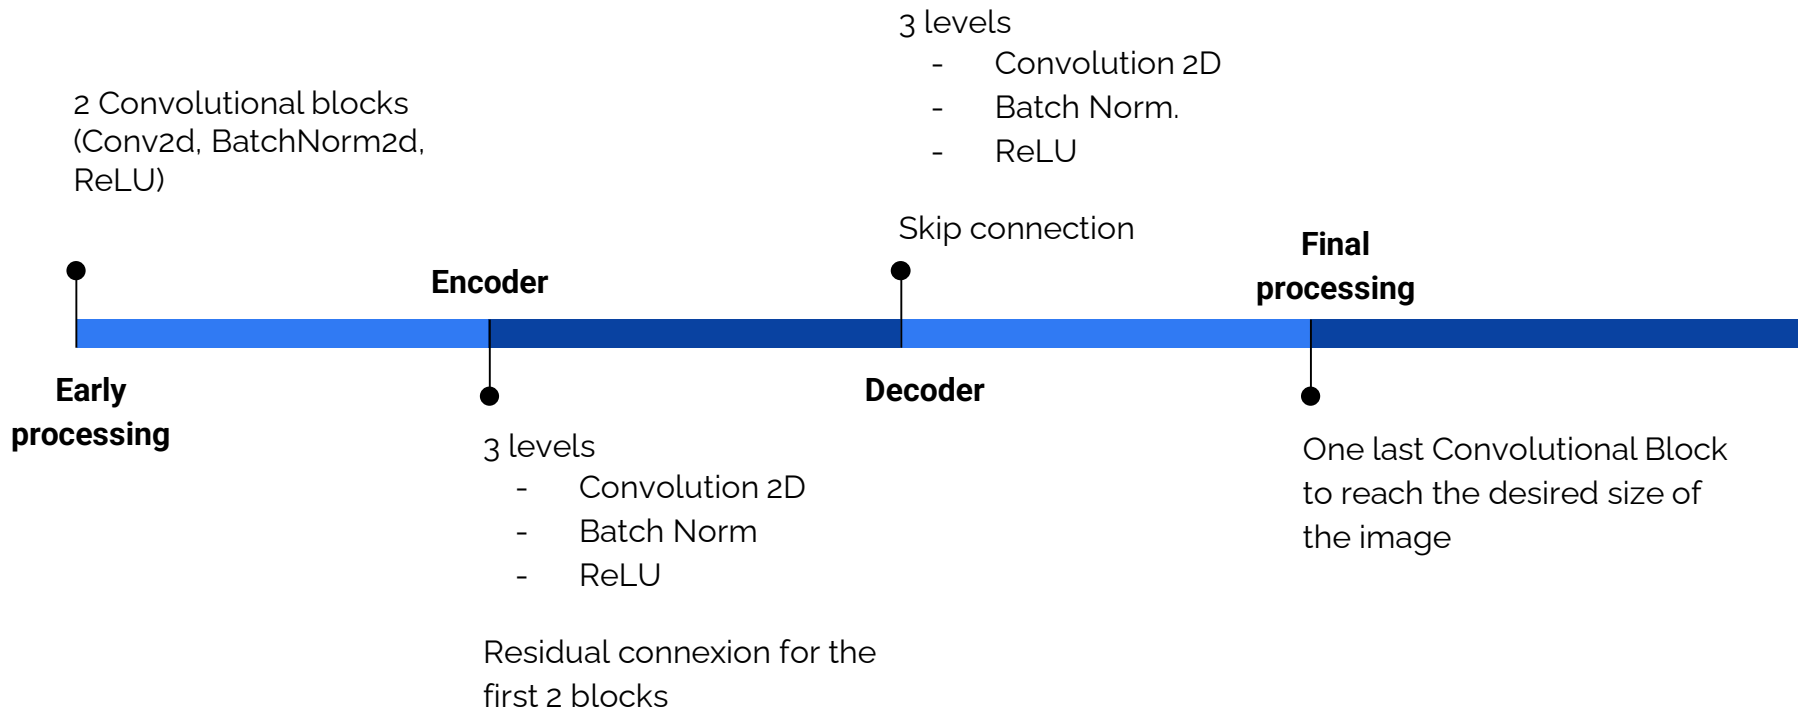 Early
processing
2 Convolutional blocks
(Conv2d, BatchNorm2d,
ReLU)
Encoder
3 levels
- Convolution 2D
- Batch Norm
- ReLU
Residual connexion for the
first 2 blocks
Decoder
3 levels
- Convolution 2D
- Batch Norm.
- ReLU
Skip connection
Final
processing
One last Convolutional Block
to reach the desired size of
the image